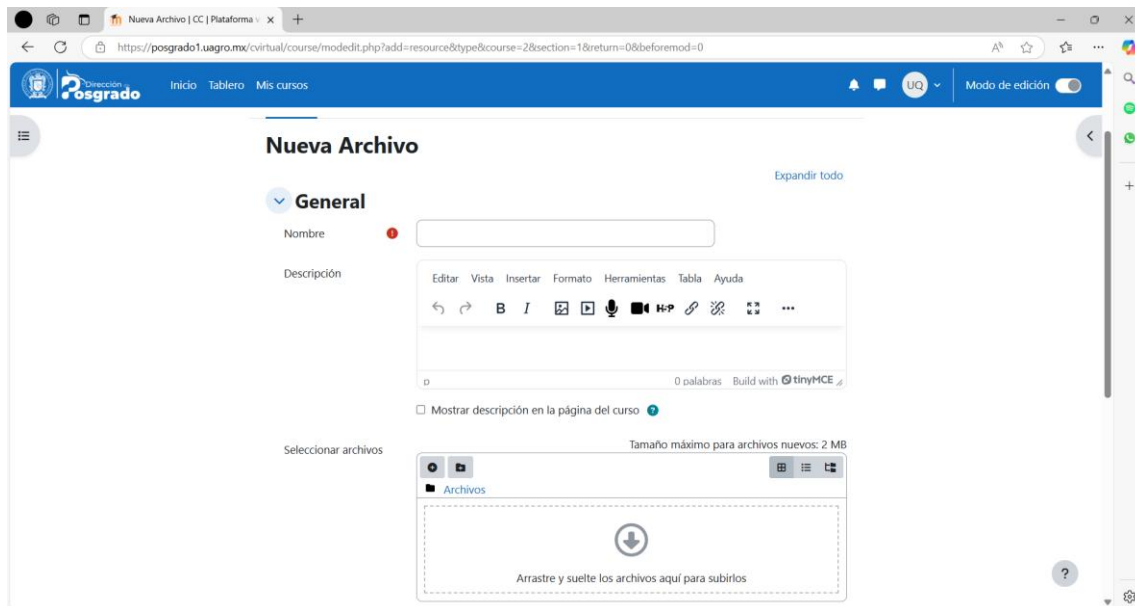 Nueva Archivo | CC | Plataforma v
https://posgrado1.uagro.mx/cvirtual/course/modedit.php?add=resource&type&course=2&section=1&return=0&beforemod=0
Dirección de Posgrado
Inicio Tablero Mis cursos
UQ
Modo de edición
Nueva Archivo
Expandir todo
General
Nombre
Descripción
Editar Vista Insertar Formato Herramientas Tabla Ayuda
B I H-P
p
0 palabras Build with tinyMCE
Mostrar descripción en la página del curso
Seleccionar archivos
Tamaño máximo para archivos nuevos: 2 MB
Archivos
Arrastre y suelte los archivos aquí para subirlos